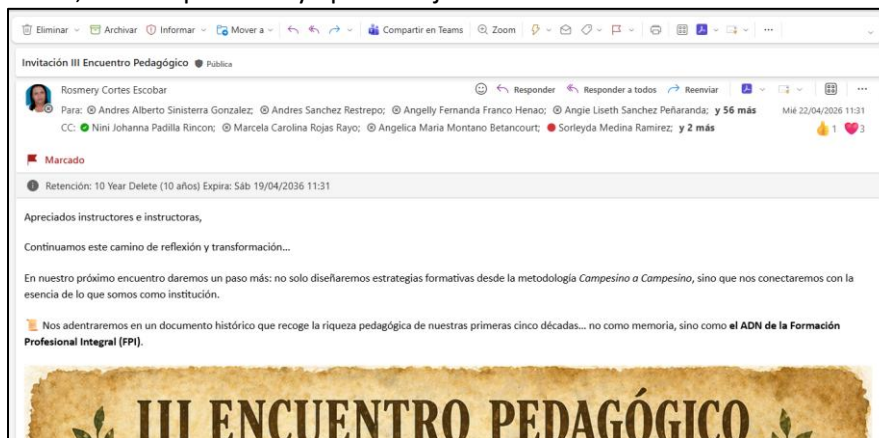 Eliminar Archivar Informar Mover a Compartir en Teams Zoom
Invitación III Encuentro Pedagógico Pública
Rosmery Cortes Escobar Responder Responder a todos Reenviar
Para: Andres Alberto Sinisterra Gonzalez; Andres Sanchez Restrepo; Angelly Fernanda Franco Henao; Angie Liseth Sanchez Peñaranda; y 56 más Mié 22/04/2026 11:31
CC: Nini Johanna Padilla Rincon; Marcela Carolina Rojas Rayo; Angelica Maria Montano Betancourt; Sorleyda Medina Ramirez; y 2 más 1 3
Marcado
Retención: 10 Year Delete (10 años) Expira: Sáb 19/04/2036 11:31
Apreciados instructores e instructoras,
Continuamos este camino de reflexión y transformación...
En nuestro próximo encuentro daremos un paso más: no solo diseñaremos estrategias formativas desde la metodología Campesino a Campesino, sino que nos conectaremos con la
esencia de lo que somos como institución.
Nos adentraremos en un documento histórico que recoge la riqueza pedagógica de nuestras primeras cinco décadas... no como memoria, sino como el ADN de la Formación
Profesional Integral (FPI).
III ENCUENTRO PEDAGÓGICO